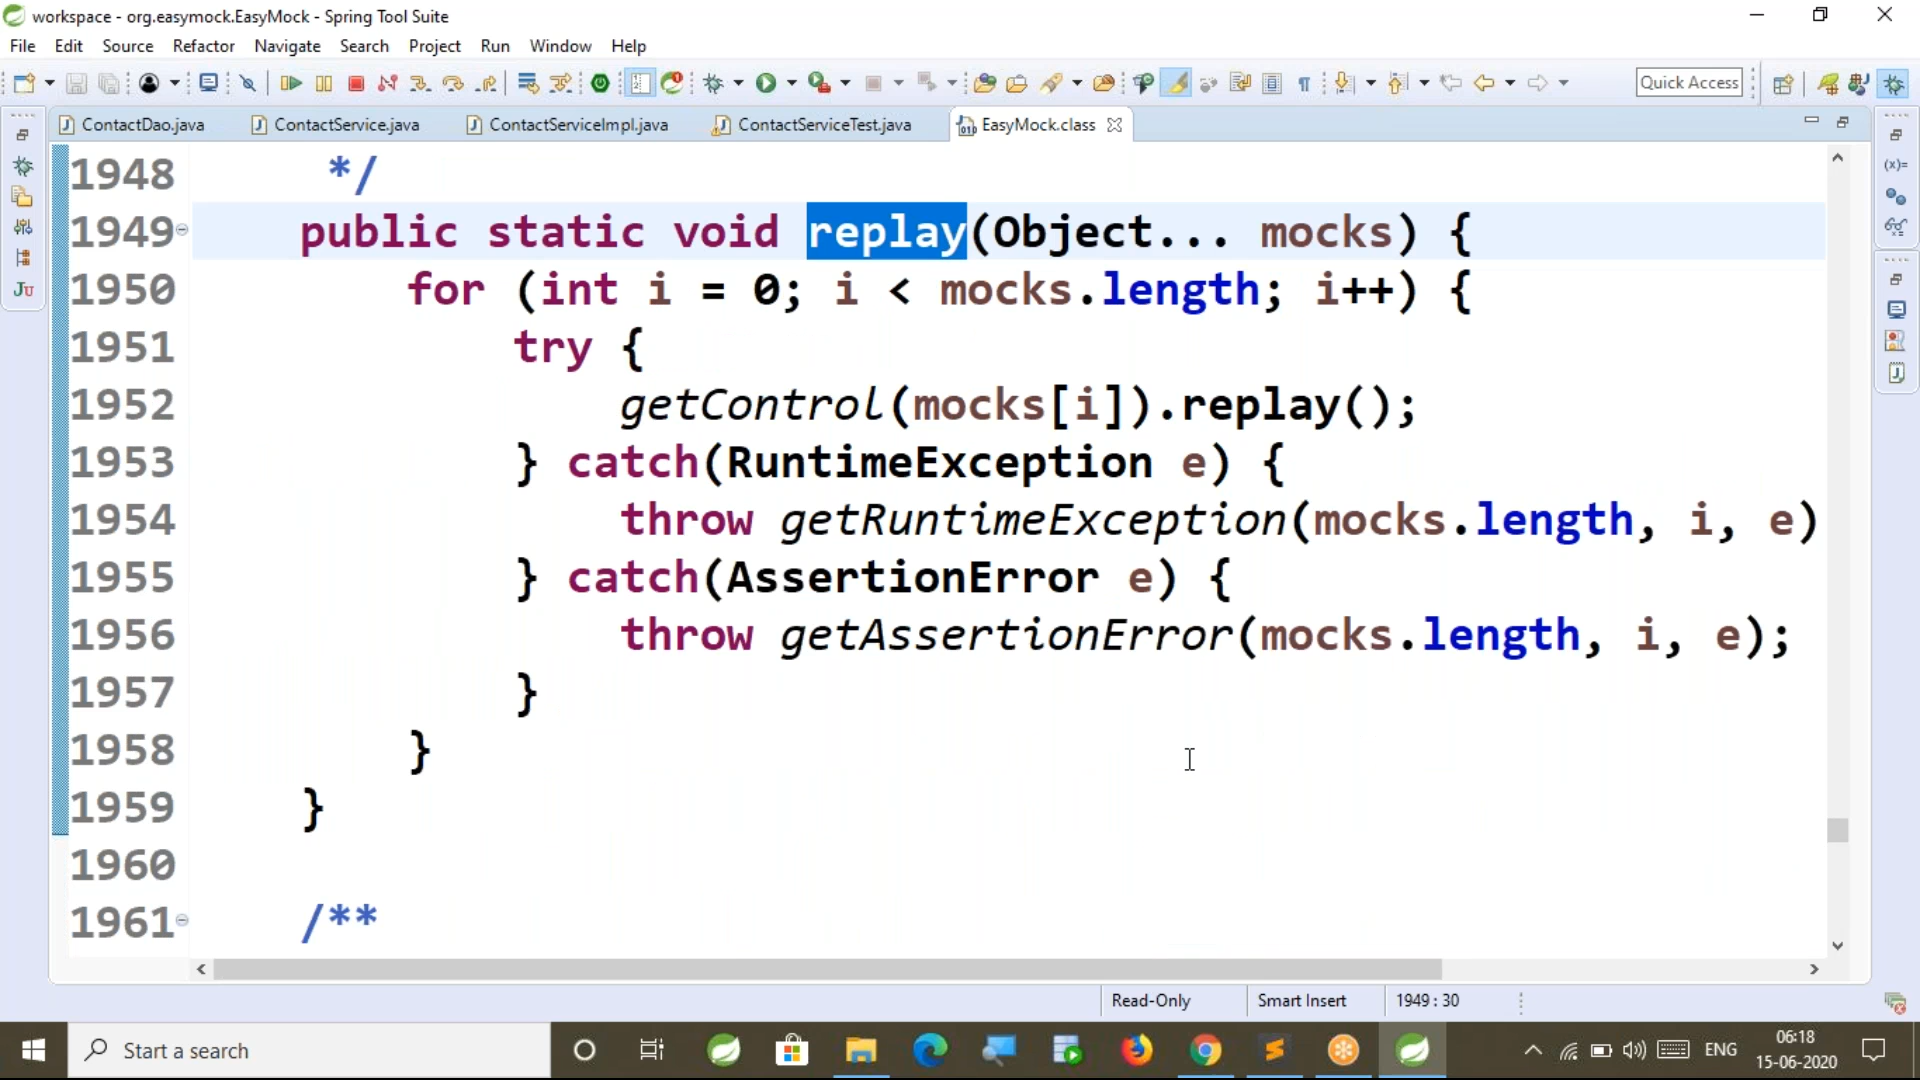 workspace - org.easymock.EasyMock - Spring Tool Suite
File Edit Source Refactor Navigate Search Project Run Window Help
Quick Access
ContactDao.java ContactService.java ContactServiceImpl.java ContactServiceTest.java EasyMock.class
1948 */
1949 public static void replay(Object... mocks) {
1950 for (int i = 0; i < mocks.length; i++) {
1951 try {
1952 getControl(mocks[i]).replay();
1953 } catch(RuntimeException e) {
1954 throw getRuntimeException(mocks.length, i, e)
1955 } catch(AssertionError e) {
1956 throw getAssertionError(mocks.length, i, e);
1957 }
1958 }
1959 }
1960
1961 /**
Read-Only Smart Insert 1949 : 30
Start a search
ENG
06:18
15-06-2020